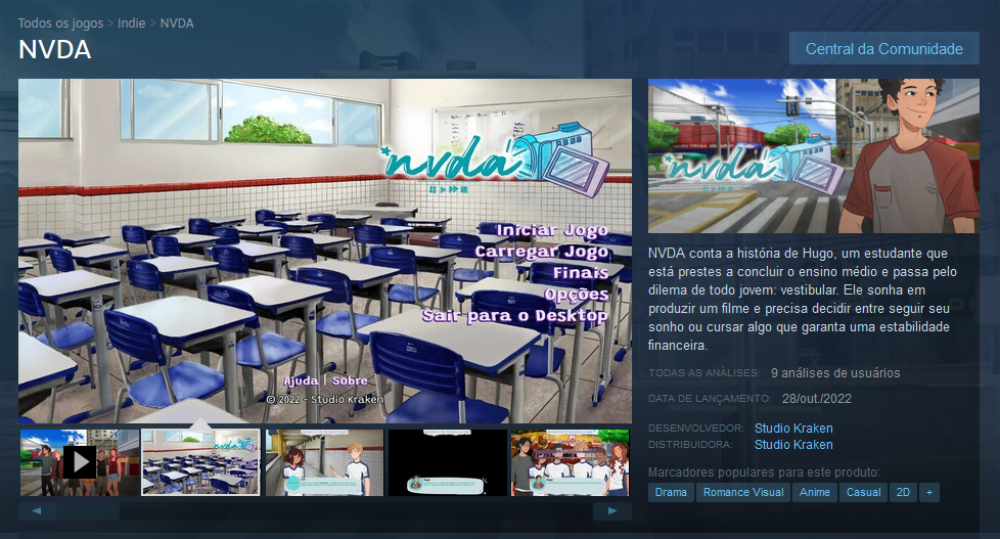 Todos os jogos > Indie > NVDA
NVDA
Central da Comunidade
*nvdá
Iniciar Jogo
Carregar Jogo
Finais
Opções
Sair para o Desktop
Ajuda | Sobre
© 2022 - Studio Kraken
*nvdá
NVDA conta a história de Hugo, um estudante que
está prestes a concluir o ensino médio e passa pelo
dilema de todo jovem: vestibular. Ele sonha em
produzir um filme e precisa decidir entre seguir seu
sonho ou cursar algo que garanta uma estabilidade
financeira.
TODAS AS ANÁLISES: 9 análises de usuários
DATA DE LANÇAMENTO: 28/out./2022
DESENVOLVEDOR: Studio Kraken
DISTRIBUIDORA: Studio Kraken
Marcadores populares para este produto:
Drama Romance Visual Anime Casual 2D +